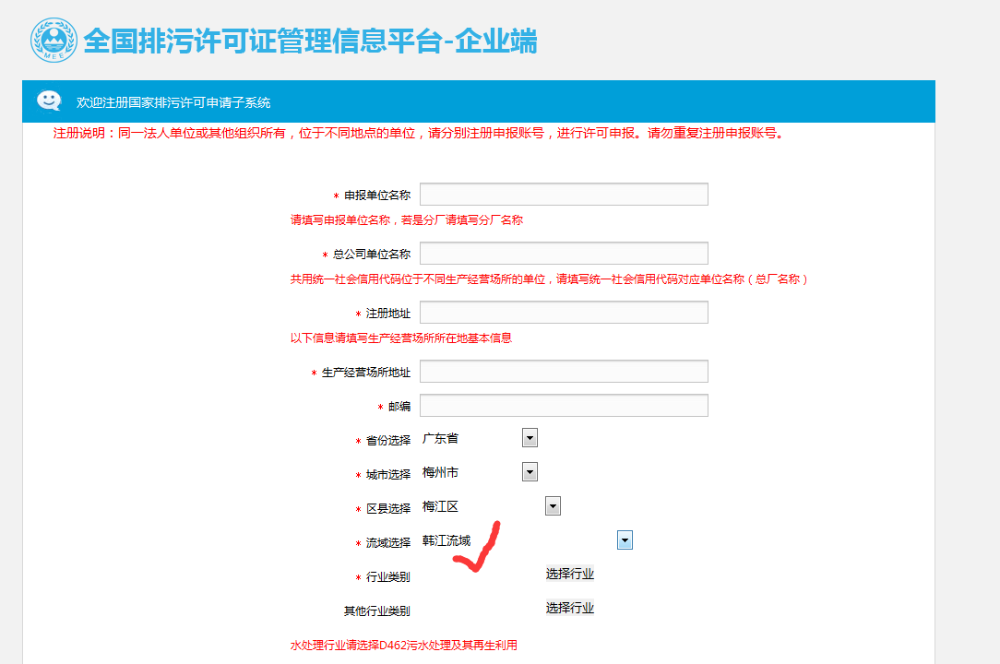 MEE
全国排污许可证管理信息平台-企业端
欢迎注册国家排污许可申请子系统
注册说明：同一法人单位或其他组织所有，位于不同地点的单位，请分别注册申报账号，进行许可申报。请勿重复注册申报账号。
* 申报单位名称
请填写申报单位名称，若是分厂请填写分厂名称
* 总公司单位名称
共用统一社会信用代码位于不同生产经营场所的单位，请填写统一社会信用代码对应单位名称（总厂名称）
* 注册地址
以下信息请填写生产经营场所所在地基本信息
* 生产经营场所地址
* 邮编
* 省份选择 广东省
* 城市选择 梅州市
* 区县选择 梅江区
* 流域选择 韩江流域
* 行业类别 选择行业
其他行业类别 选择行业
水处理行业请选择D462污水处理及其再生利用